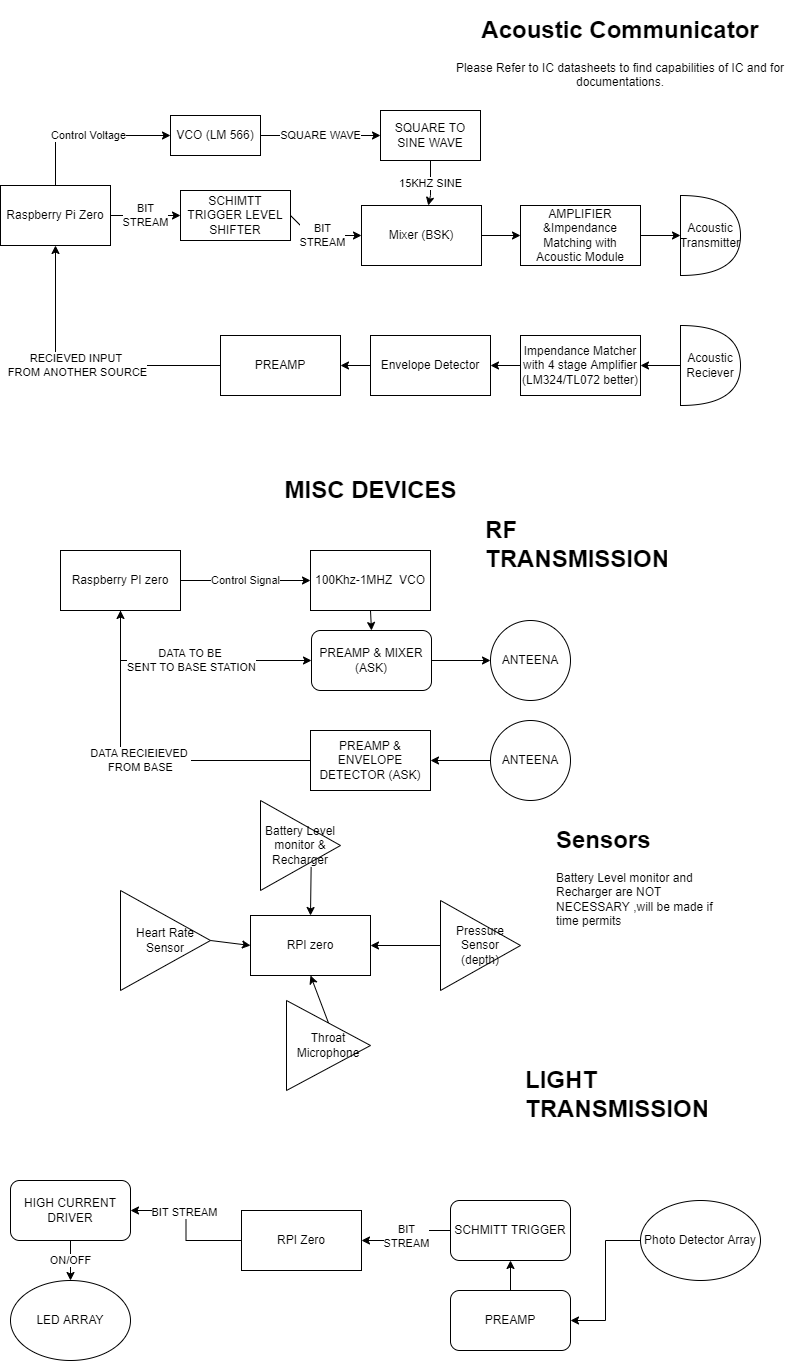 Acoustic Communicator
Please Refer to IC datasheets to find capabilities of IC and for
documentations.
Control Voltage
VCO (LM 566)
SQUARE WAVE
SQUARE TO
SINE WAVE
15KHZ SINE
Raspberry Pi Zero
BIT
STREAM
SCHIMTT
TRIGGER LEVEL
SHIFTER
BIT
STREAM
Mixer (BSK)
AMPLIFIER
&Impendance
Matching with
Acoustic Module
Acoustic
Transmitter
RECIEVED INPUT
FROM ANOTHER SOURCE
PREAMP
Envelope Detector
Impendance Matcher
with 4 stage Amplifier
(LM324/TL072 better)
Acoustic
Reciever
MISC DEVICES
RF
TRANSMISSION
Raspberry PI zero
Control Signal
100Khz-1MHZ VCO
DATA TO BE
SENT TO BASE STATION
PREAMP & MIXER
(ASK)
ANTEENA
DATA RECIEIEVED
FROM BASE
PREAMP &
ENVELOPE
DETECTOR (ASK)
ANTEENA
Battery Level
monitor &
Recharger
Sensors
Battery Level monitor and
Recharger are NOT
NECESSARY ,will be made if
time permits
Heart Rate
Sensor
RPI zero
Pressure
Sensor
(depth)
Throat
Microphone
LIGHT
TRANSMISSION
HIGH CURRENT
DRIVER
BIT STREAM
RPI Zero
BIT
STREAM
SCHMITT TRIGGER
Photo Detector Array
ON/OFF
LED ARRAY
PREAMP